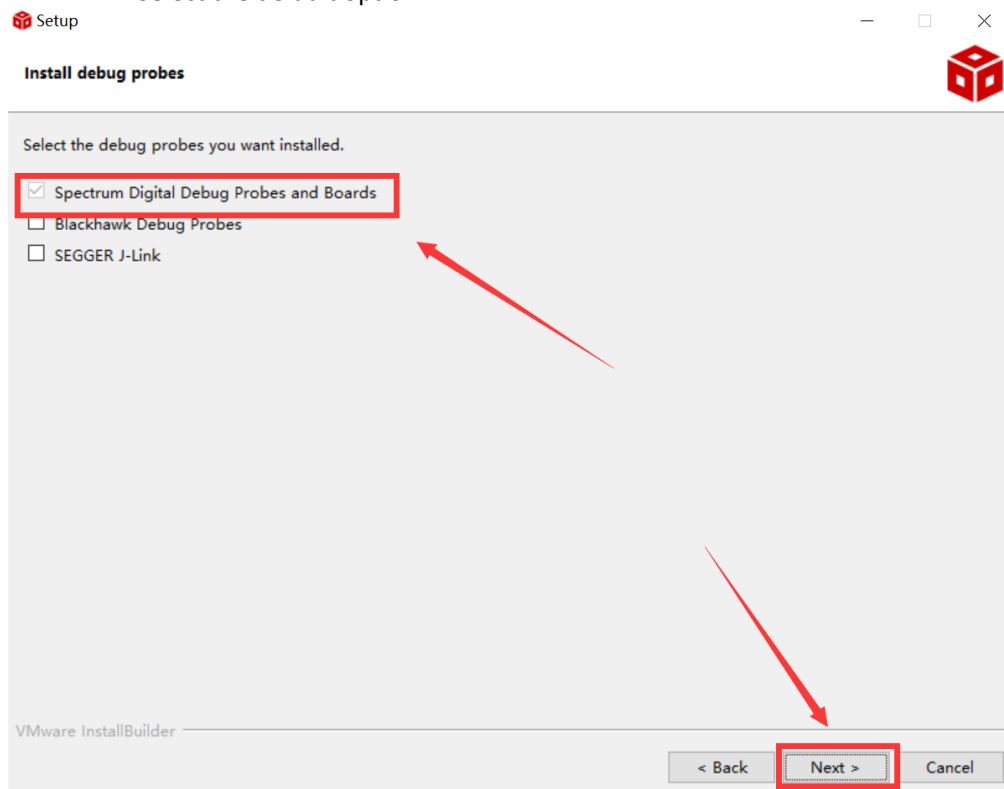 Setup
Install debug probes
Select the debug probes you want installed.
Spectrum Digital Debug Probes and Boards
Blackhawk Debug Probes
SEGGER J-Link
VMware InstallBuilder
< Back Next > Cancel